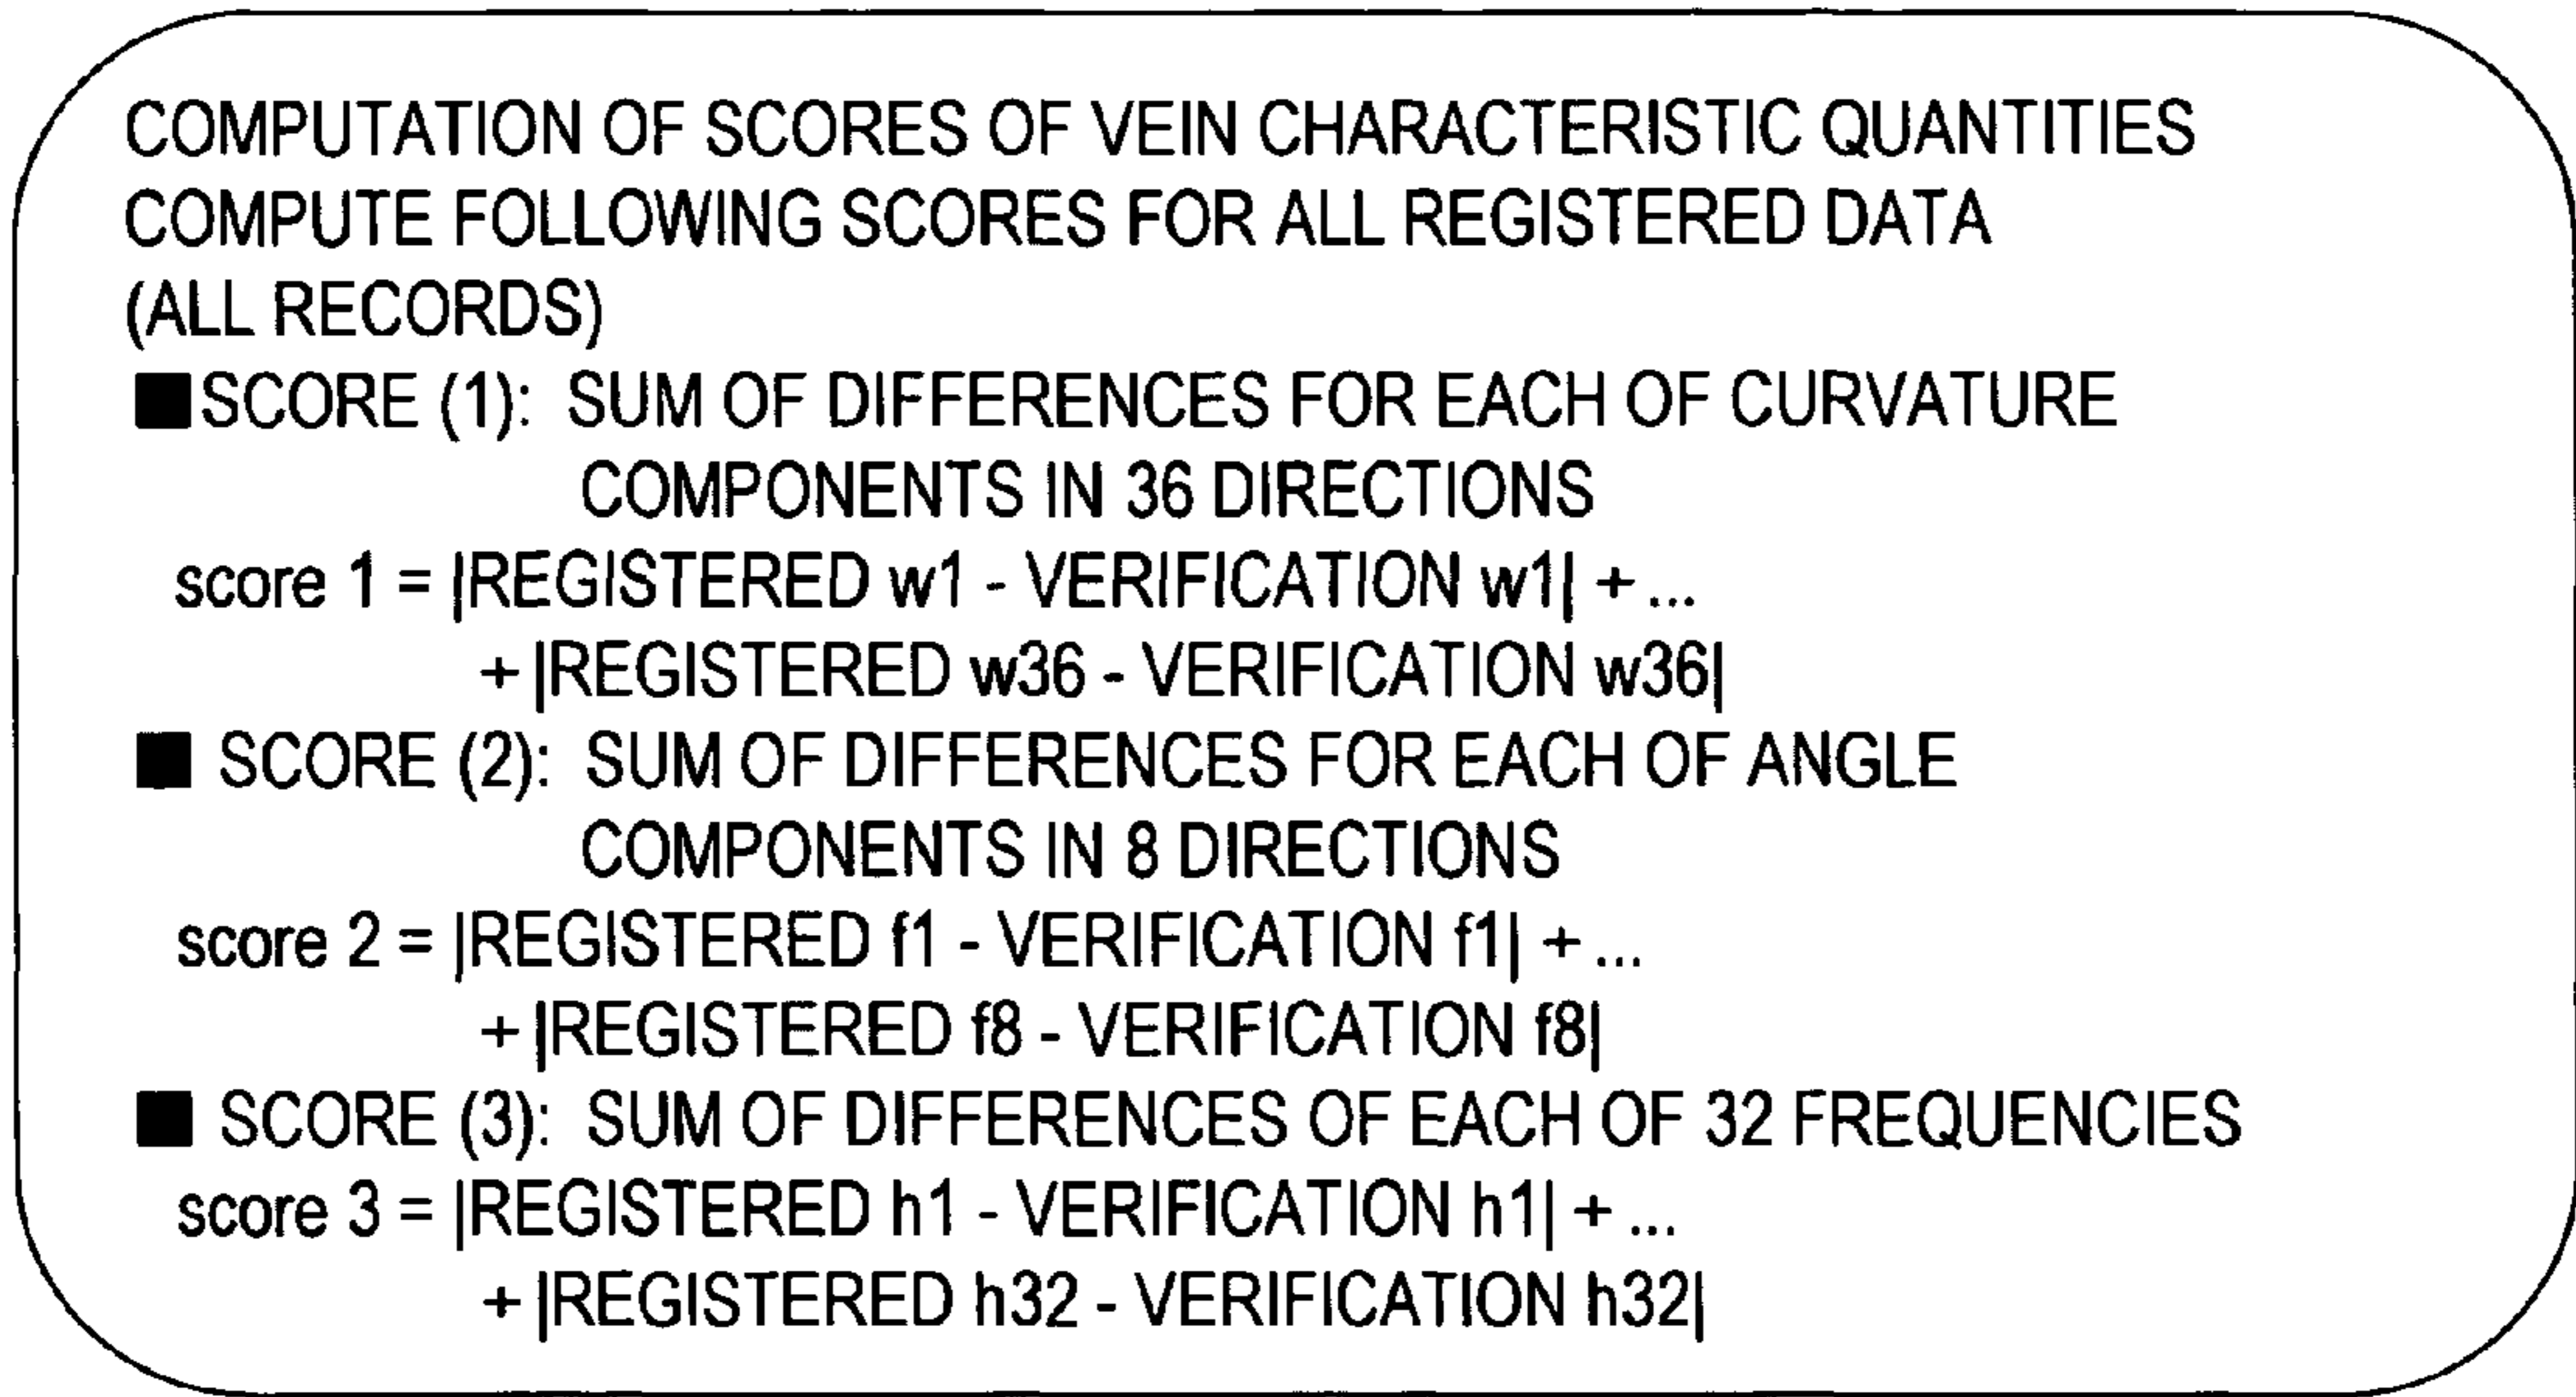 COMPUTATION OF SCORES OF VEIN CHARACTERISTIC QUANTITIES
COMPUTE FOLLOWING SCORES FOR ALL REGISTERED DATA
(ALL RECORDS)
■SCORE (1): SUM OF DIFFERENCES FOR EACH OF CURVATURE
COMPONENTS IN 36 DIRECTIONS
score 1 = |REGISTERED w1 - VERIFICATION w1| + ...
+ |REGISTERED w36 - VERIFICATION w36|
■ SCORE (2): SUM OF DIFFERENCES FOR EACH OF ANGLE
COMPONENTS IN 8 DIRECTIONS
score 2 = |REGISTERED f1 - VERIFICATION f1| + ...
+ |REGISTERED f8 - VERIFICATION f8|
■ SCORE (3): SUM OF DIFFERENCES OF EACH OF 32 FREQUENCIES
score 3 = |REGISTERED h1 - VERIFICATION h1| + ...
+ |REGISTERED h32 - VERIFICATION h32|